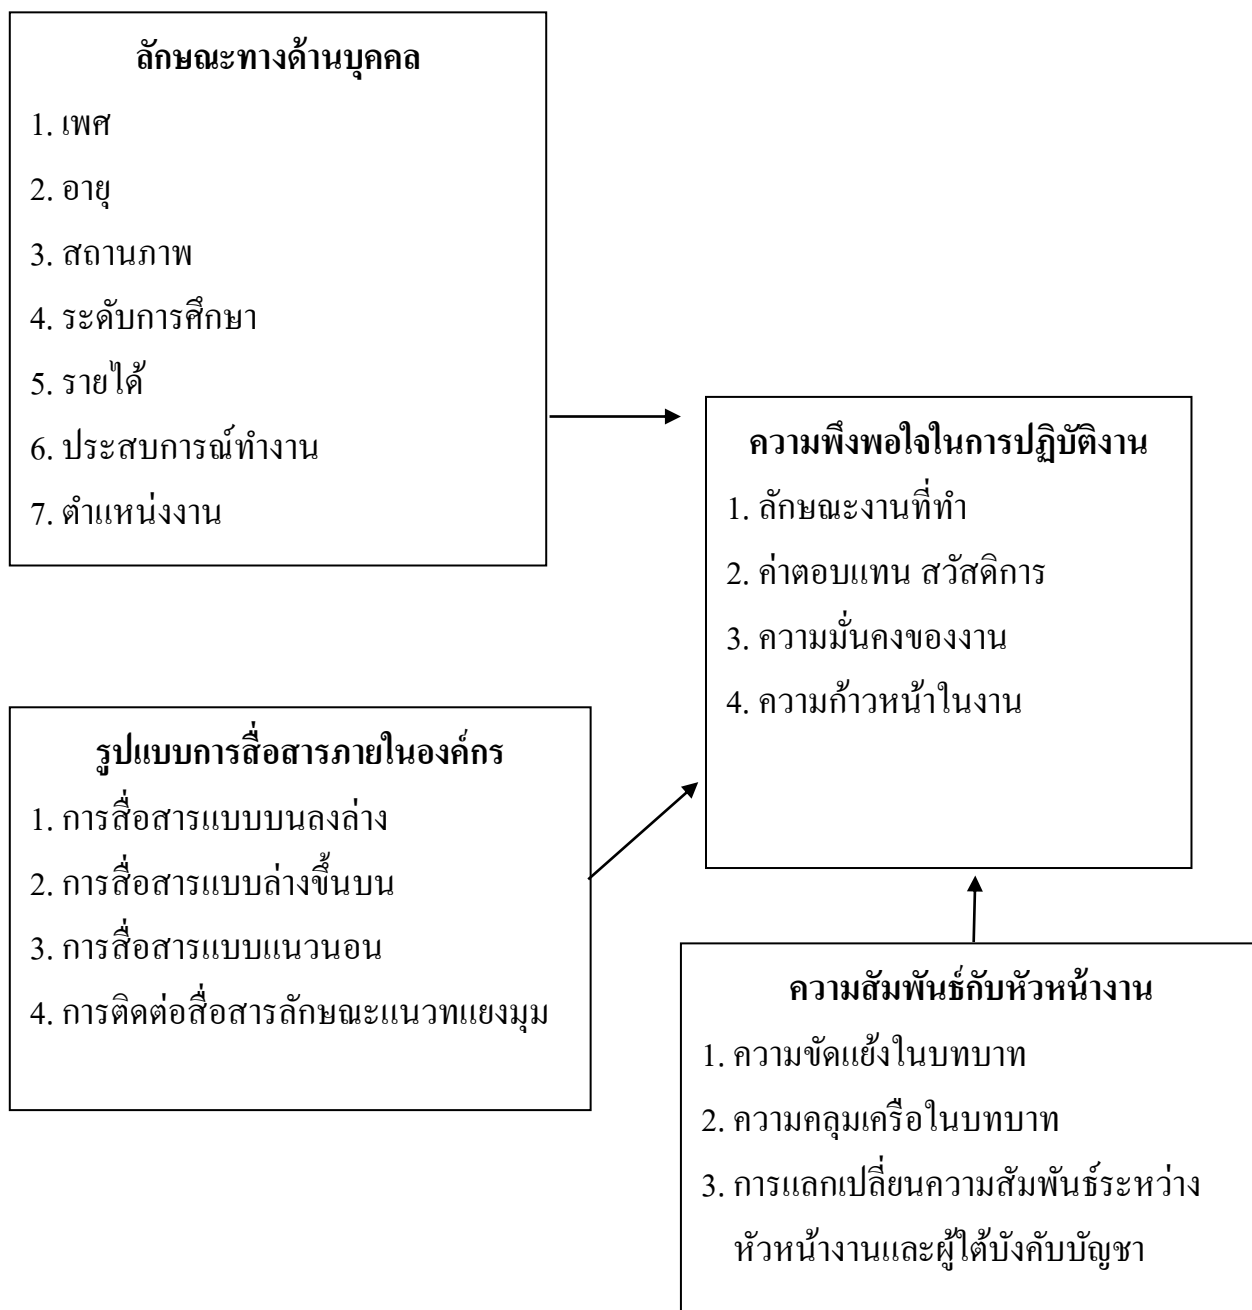 ลักษณะทางด้านบุคคล
1. เพศ
2. อายุ
3. สถานภาพ
4. ระดับการศึกษา
5. รายได้
6. ประสบการณ์ทำงาน
7. ตำแหน่งงาน
ความพึงพอใจในการปฏิบัติงาน
1. ลักษณะงานที่ทำ
2. ค่าตอบแทน สวัสดิการ
3. ความมั่นคงของงาน
4. ความก้าวหน้าในงาน
รูปแบบการสื่อสารภายในองค์กร
1. การสื่อสารแบบบนลงล่าง
2. การสื่อสารแบบล่างขึ้นบน
3. การสื่อสารแบบแนวนอน
4. การติดต่อสื่อสารลักษณะแนวทแยงมุม
ความสัมพันธ์กับหัวหน้างาน
1. ความขัดแย้งในบทบาท
2. ความคลุมเครือในบทบาท
3. การแลกเปลี่ยนความสัมพันธ์ระหว่าง
หัวหน้างานและผู้ใต้บังคับบัญชา